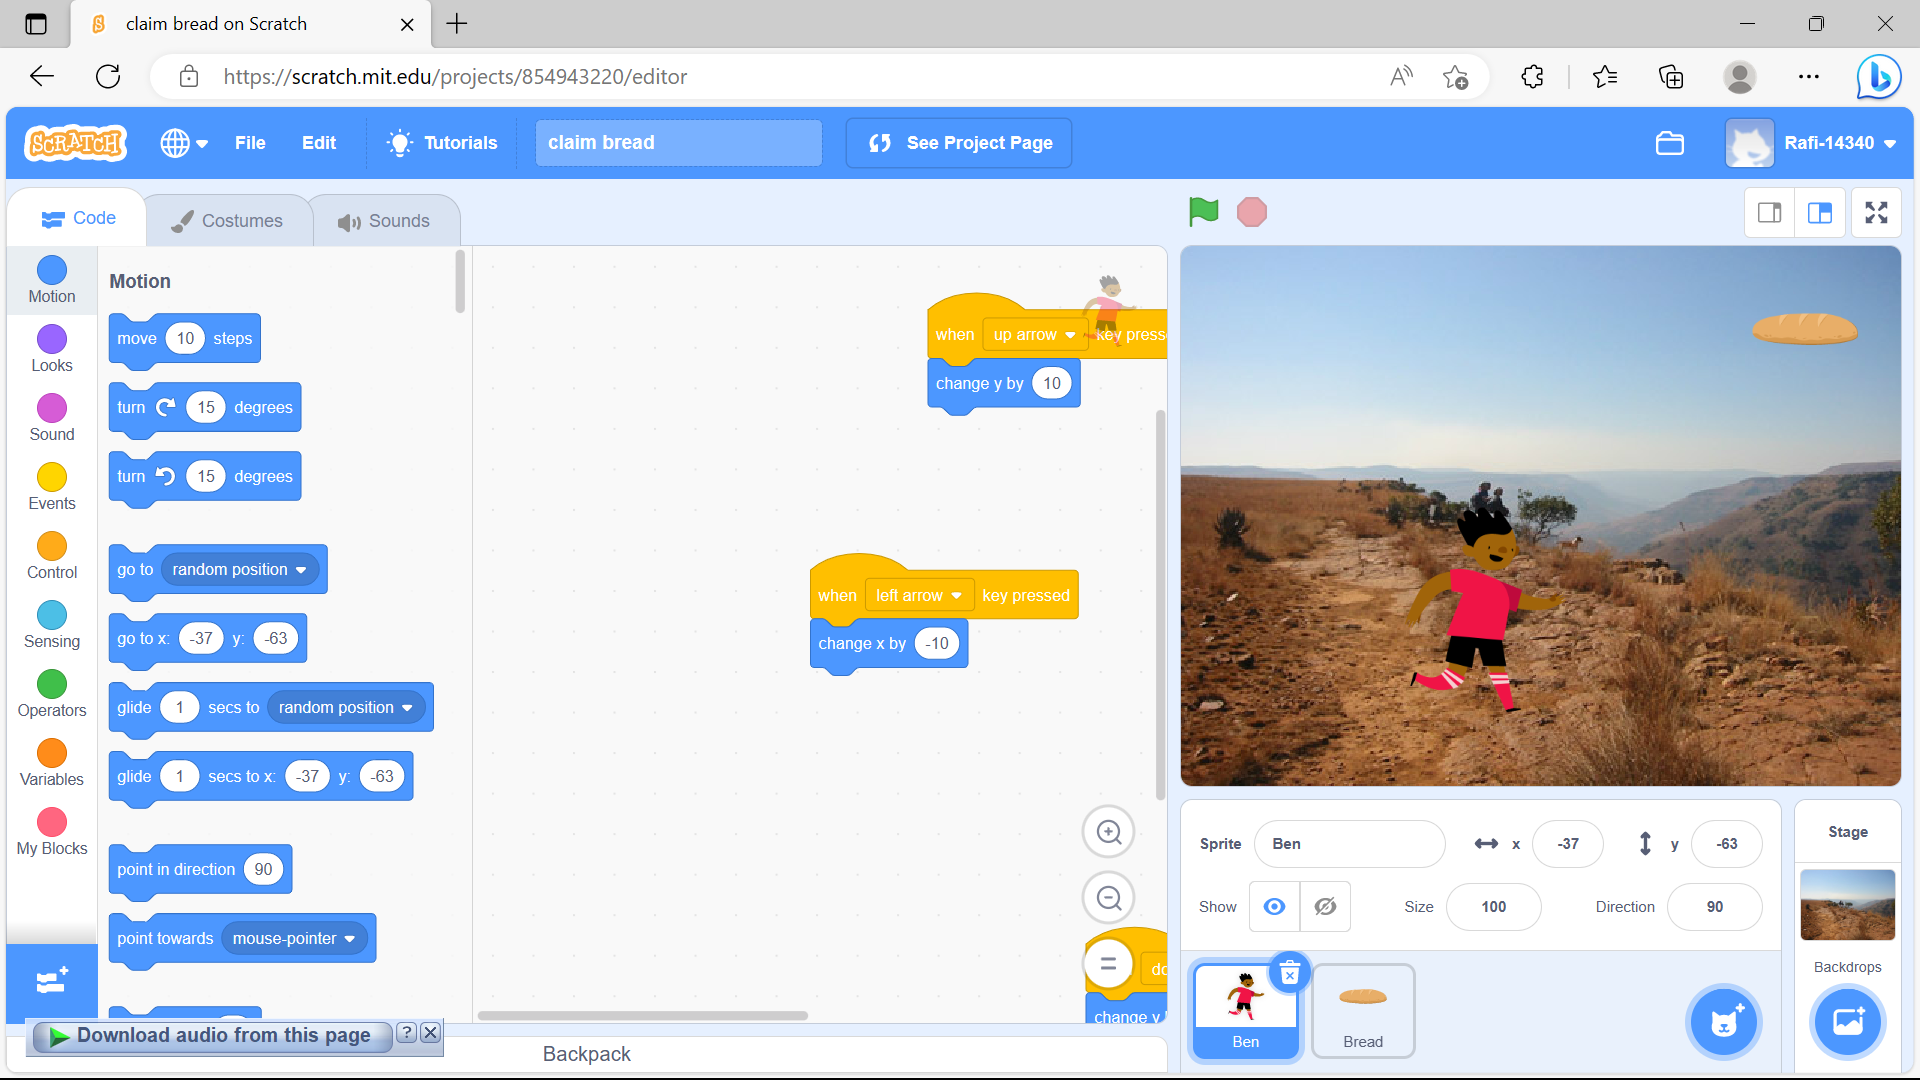 claim bread on Scratch
https://scratch.mit.edu/projects/854943220/editor
SCRATCH
File
Edit
Tutorials
claim bread
See Project Page
Rafi-14340
Code
Costumes
Sounds
Motion
Looks
Sound
Events
Control
Sensing
Operators
Variables
My Blocks
Motion
move 10 steps
turn 15 degrees
turn 15 degrees
go to random position
go to x: -37 y: -63
glide 1 secs to random position
glide 1 secs to x: -37 y: -63
point in direction 90
point towards mouse-pointer
when up arrow key press
change y by 10
when left arrow key pressed
change x by -10
do
change y
Sprite Ben x -37 y -63
Show Size 100 Direction 90
Ben
Bread
Stage
Backdrops
Download audio from this page ?
Backpack